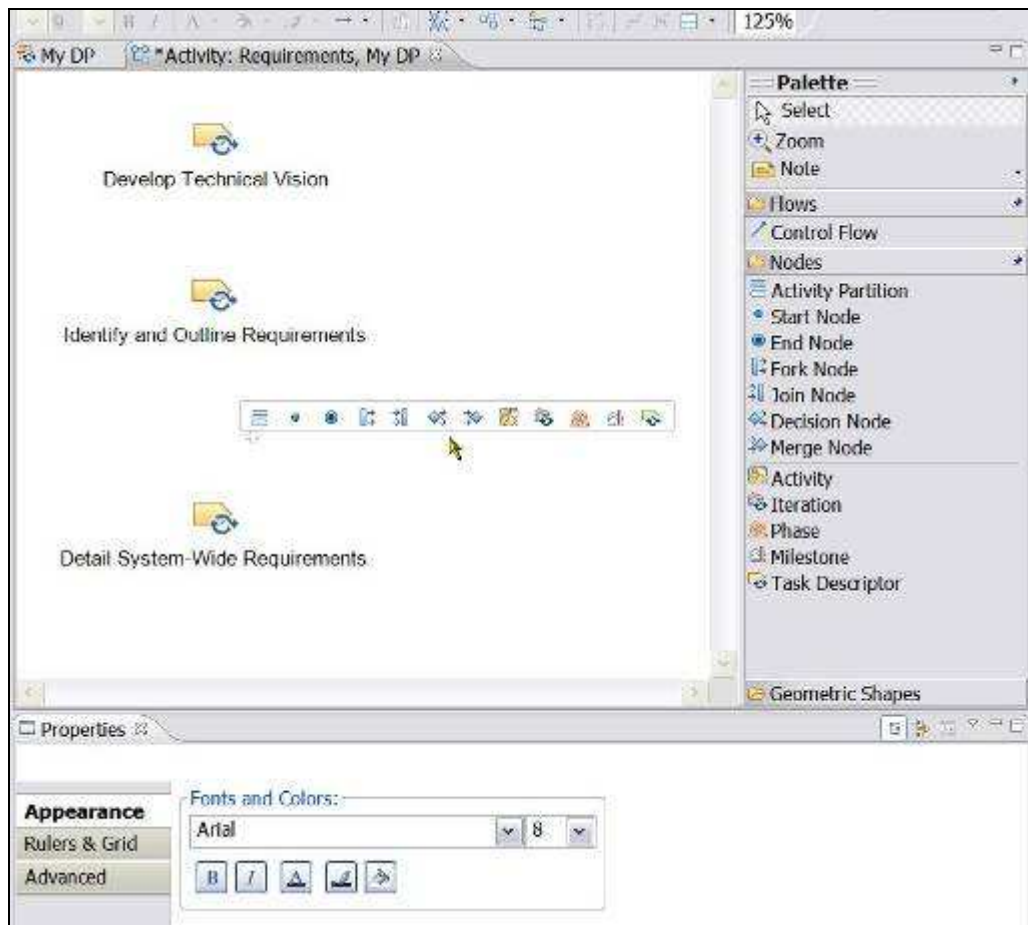 9 B I A 125%
My DP *Activity: Requirements, My DP
Palette
Select
Zoom
Note
Flows
Control Flow
Nodes
Activity Partition
Start Node
End Node
Fork Node
Join Node
Decision Node
Merge Node
Activity
Iteration
Phase
Milestone
Task Descriptor
Geometric Shapes
Develop Technical Vision
Identify and Outline Requirements
Detail System-Wide Requirements
Properties
Appearance
Rulers & Grid
Advanced
Fonts and Colors:
Arial 8
B I A